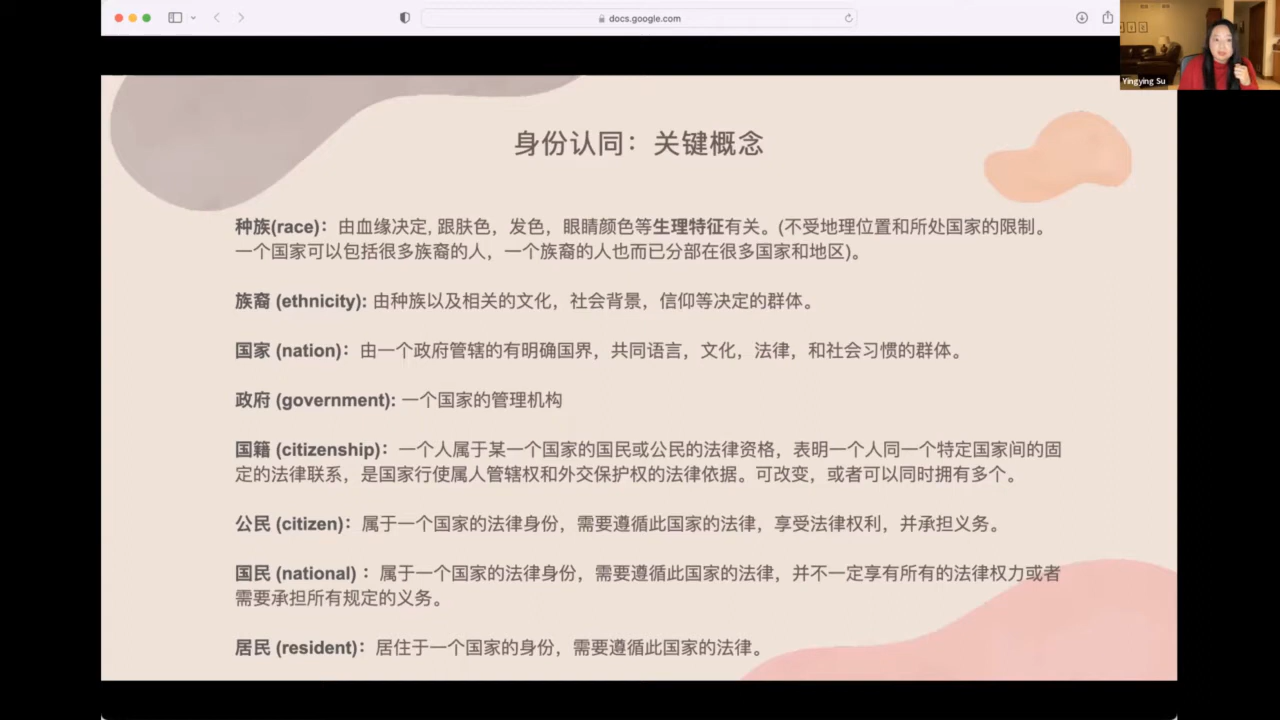 docs.google.com
Yingying Su
身份认同：关键概念
种族(race)：由血缘决定, 跟肤色，发色，眼睛颜色等生理特征有关。(不受地理位置和所处国家的限制。
一个国家可以包括很多族裔的人，一个族裔的人也而已分部在很多国家和地区)。
族裔 (ethnicity): 由种族以及相关的文化，社会背景，信仰等决定的群体。
国家 (nation)：由一个政府管辖的有明确国界，共同语言，文化，法律，和社会习惯的群体。
政府 (government): 一个国家的管理机构
国籍 (citizenship)：一个人属于某一个国家的国民或公民的法律资格，表明一个人同一个特定国家间的固
定的法律联系，是国家行使属人管辖权和外交保护权的法律依据。可改变，或者可以同时拥有多个。
公民 (citizen)：属于一个国家的法律身份，需要遵循此国家的法律，享受法律权利，并承担义务。
国民 (national) ：属于一个国家的法律身份，需要遵循此国家的法律，并不一定享有所有的法律权力或者
需要承担所有规定的义务。
居民 (resident)：居住于一个国家的身份，需要遵循此国家的法律。